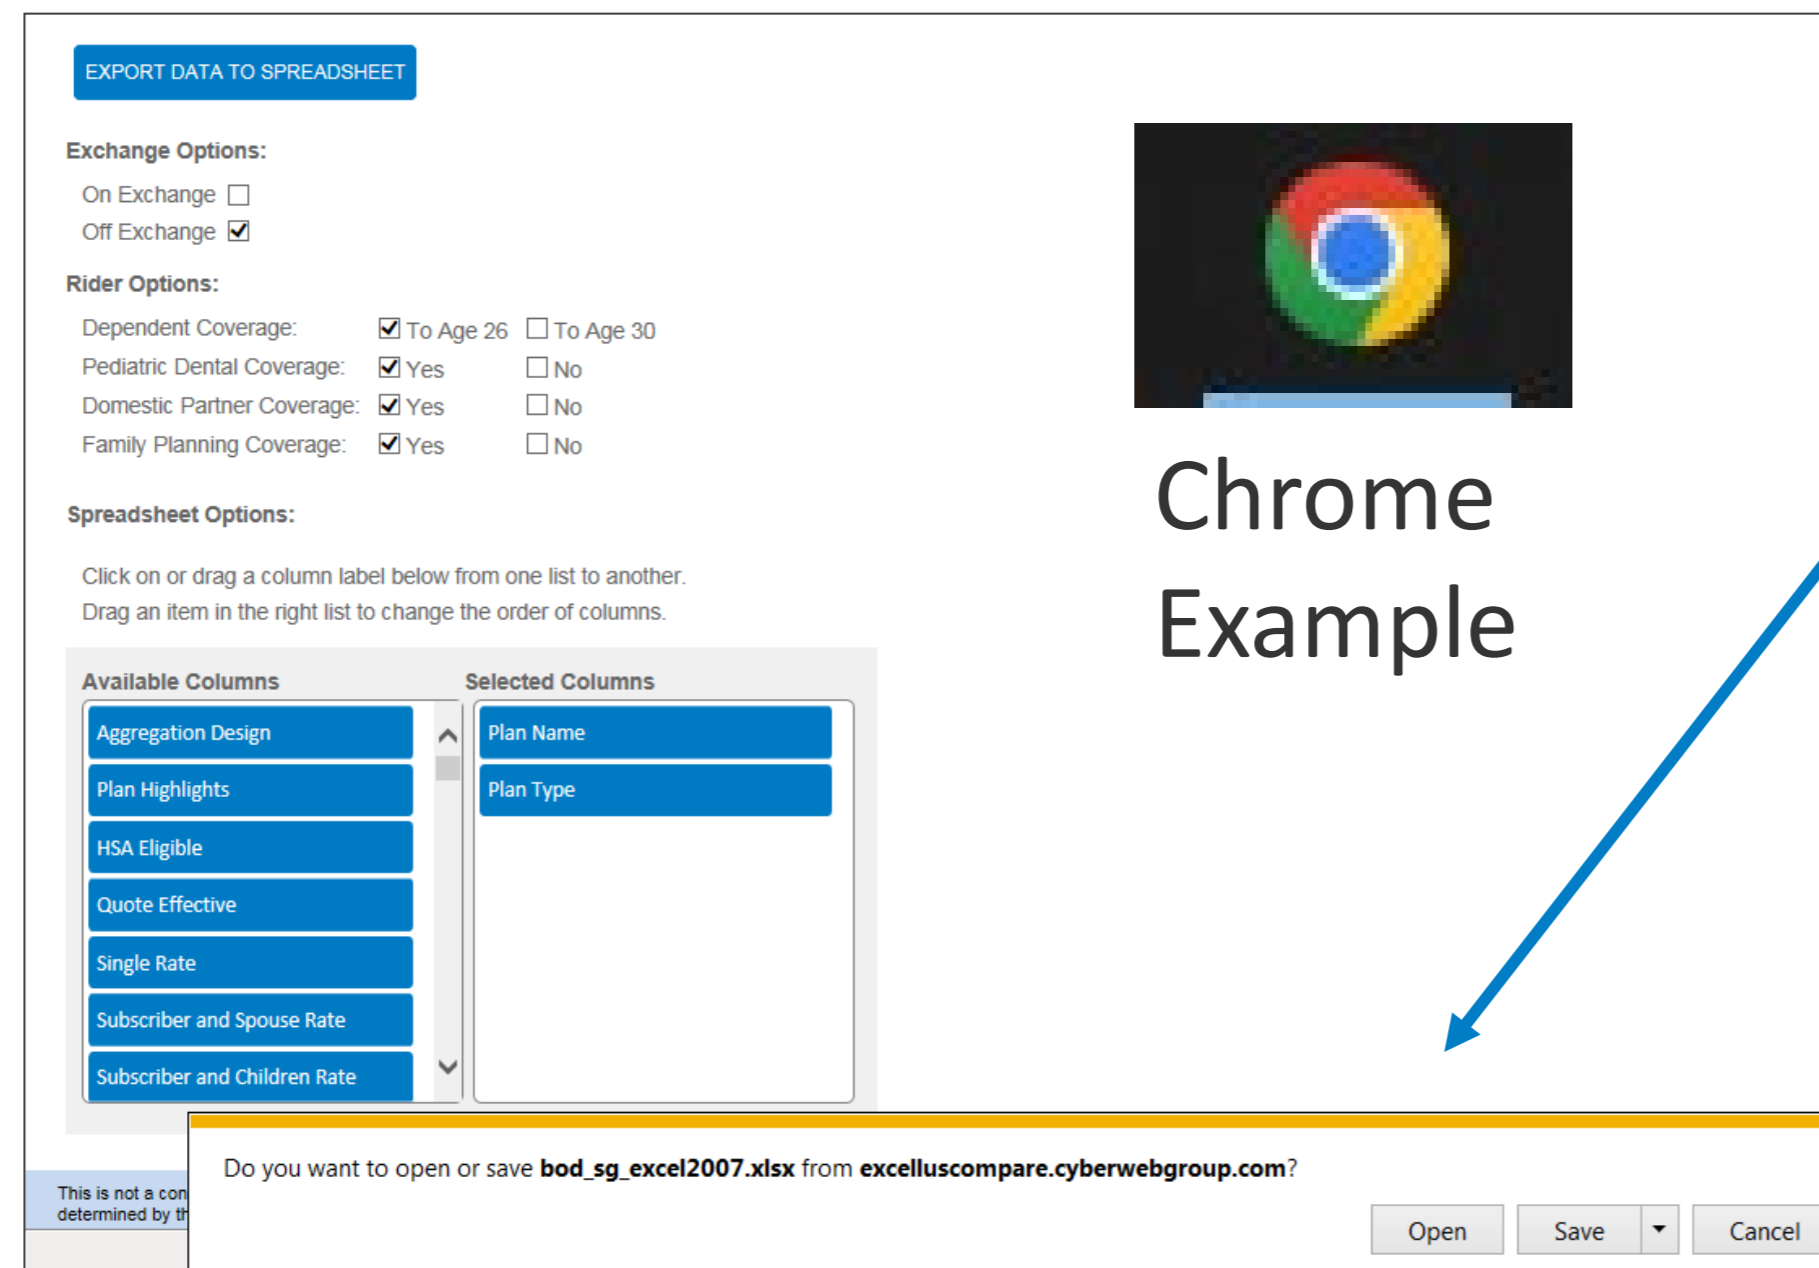 EXPORT DATA TO SPREADSHEET
Exchange Options:
On Exchange
Off Exchange
Rider Options:
Dependent Coverage: To Age 26 To Age 30
Pediatric Dental Coverage: Yes No
Domestic Partner Coverage: Yes No
Family Planning Coverage: Yes No
Spreadsheet Options:
Click on or drag a column label below from one list to another.
Drag an item in the right list to change the order of columns.
Available Columns Selected Columns
Aggregation Design Plan Name
Plan Highlights Plan Type
HSA Eligible
Quote Effective
Single Rate
Subscriber and Spouse Rate
Subscriber and Children Rate
Chrome
Example
This is not a con
determined by th
Do you want to open or save bod_sg_excel2007.xlsx from excelluscompare.cyberwebgroup.com?
Open Save Cancel